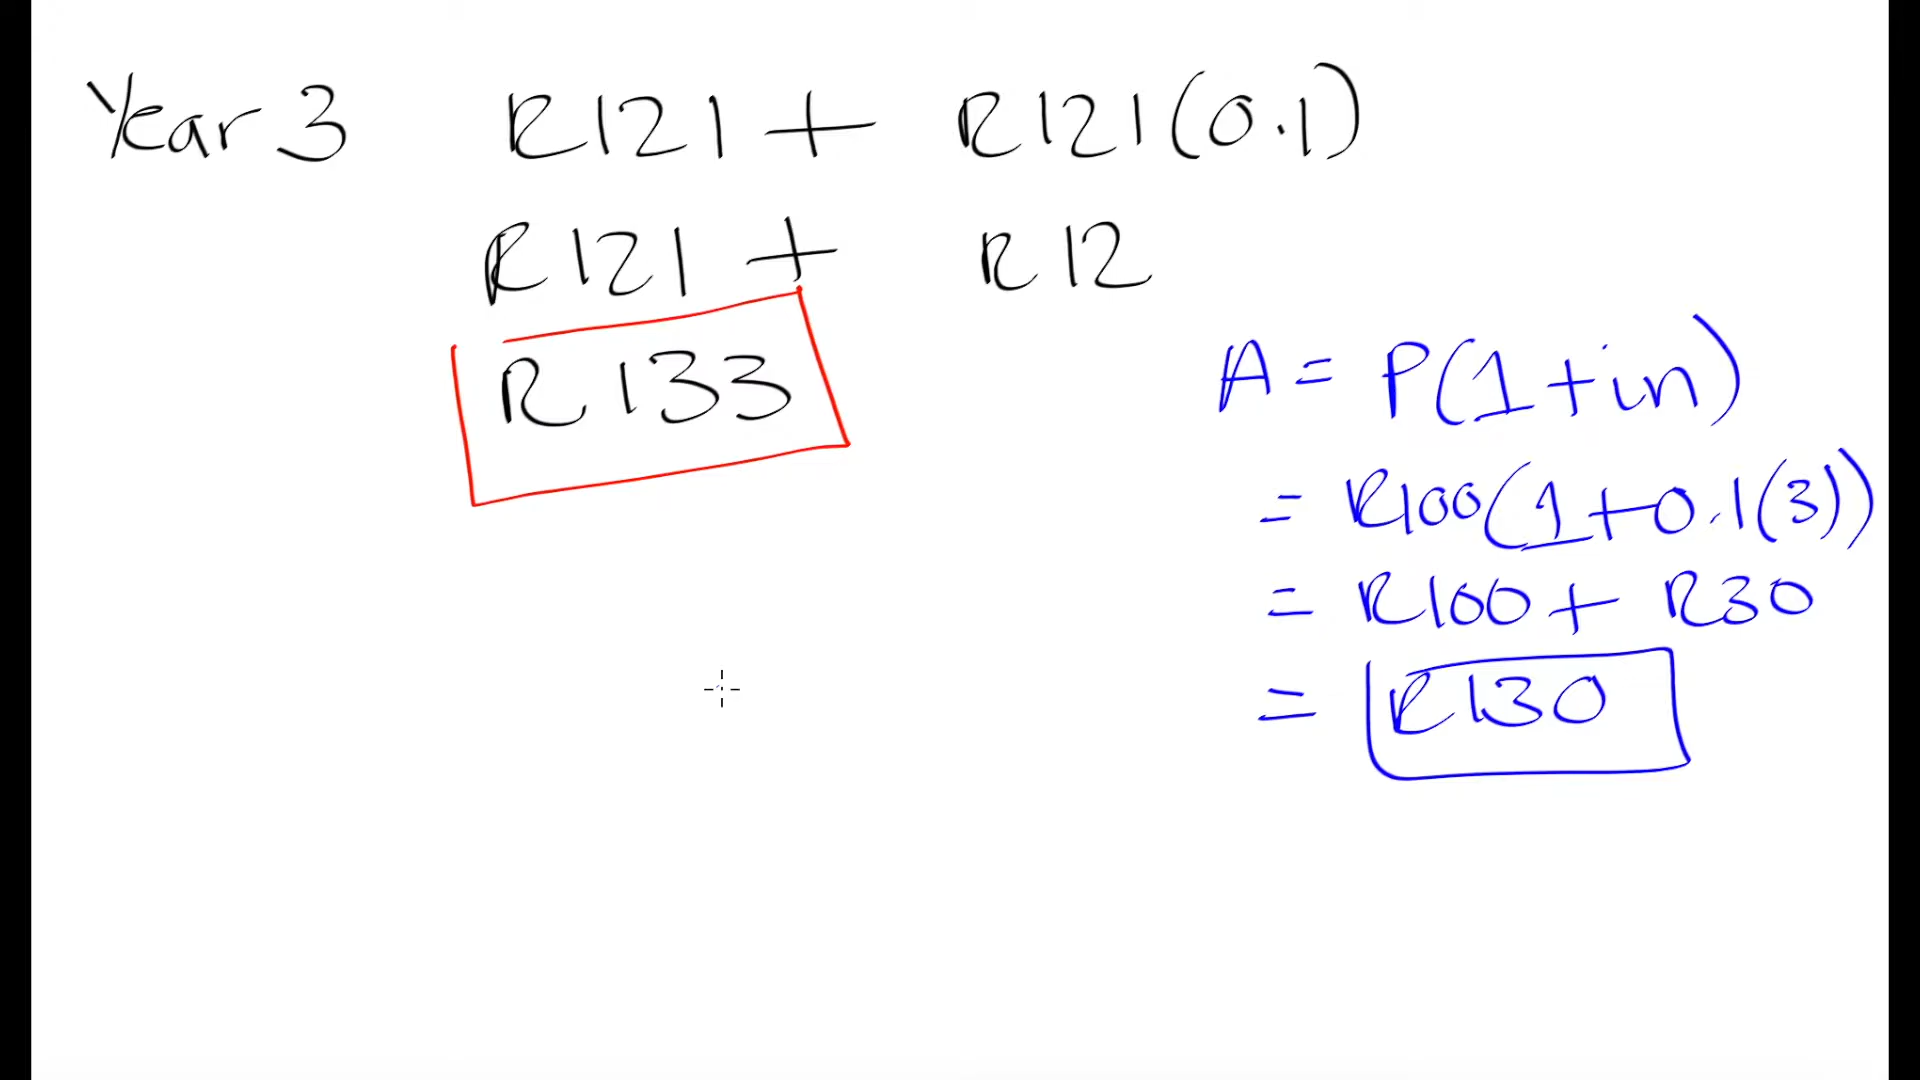 Year 3 R121 + R121(0.1)
R121 + R12
R133
A = P(1+in)
= R100(1+0.1(3))
= R100 + R30
= R130